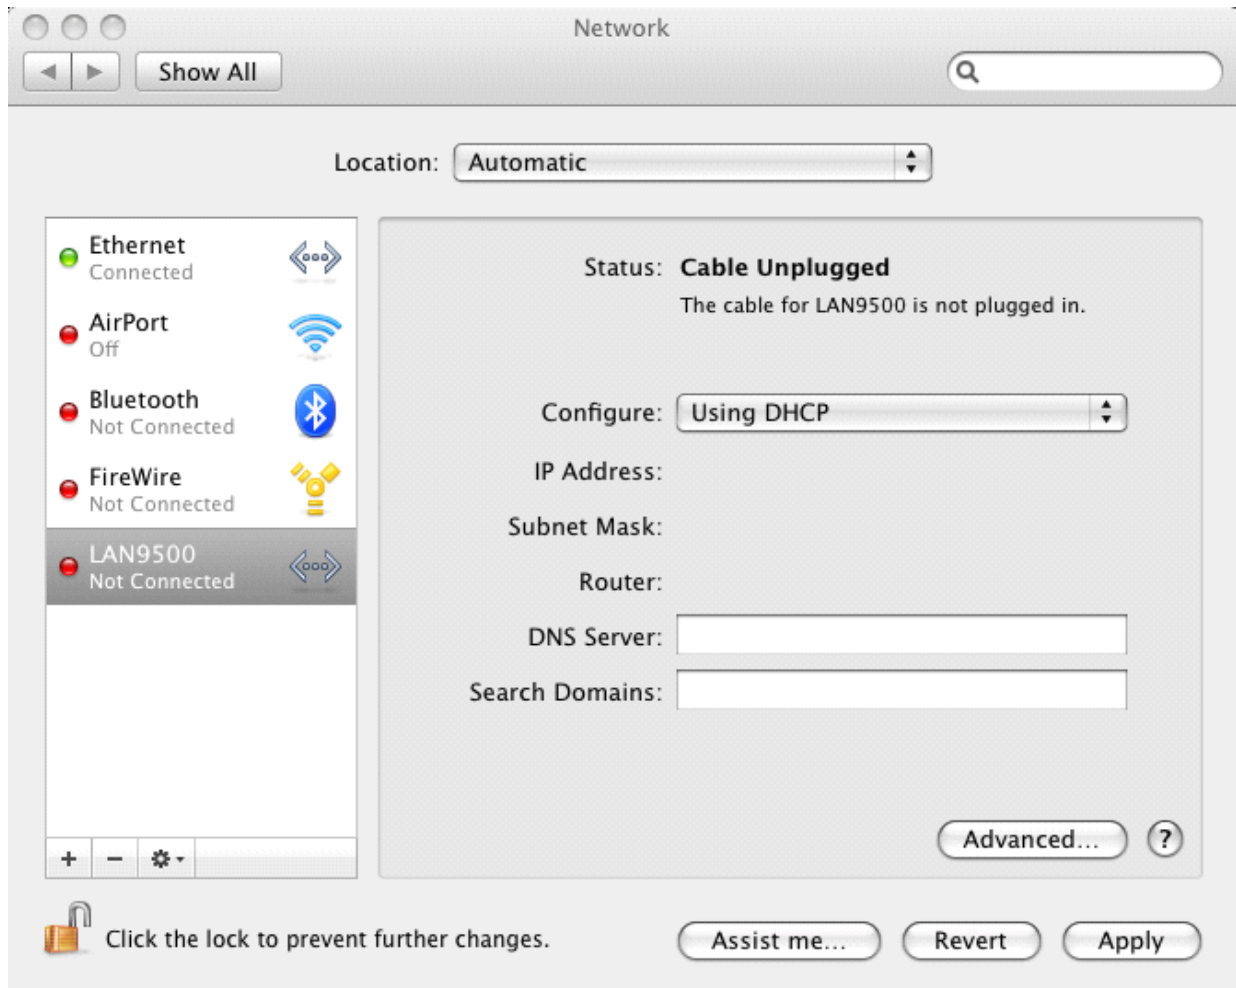 Network
Show All
Location: Automatic
Ethernet
Connected
AirPort
Off
Bluetooth
Not Connected
FireWire
Not Connected
LAN9500
Not Connected
Status: Cable Unplugged
The cable for LAN9500 is not plugged in.
Configure: Using DHCP
IP Address:
Subnet Mask:
Router:
DNS Server:
Search Domains:
Advanced... ?
Click the lock to prevent further changes.
Assist me... Revert Apply